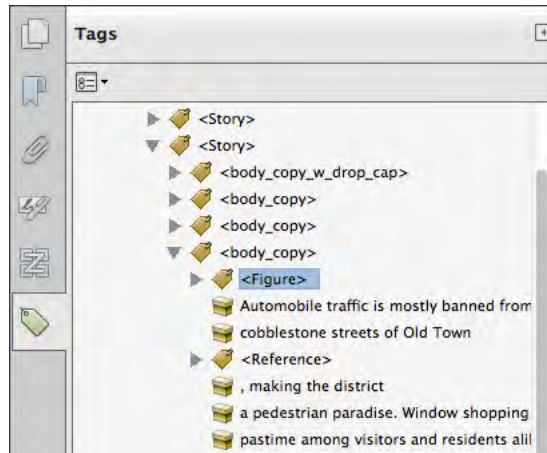 Tags
<Story>
<Story>
<body_copy_w_drop_cap>
<body_copy>
<body_copy>
<body_copy>
<Figure>
Automobile traffic is mostly banned from
cobblestone streets of Old Town
<Reference>
, making the district
a pedestrian paradise. Window shopping
pastime among visitors and residents